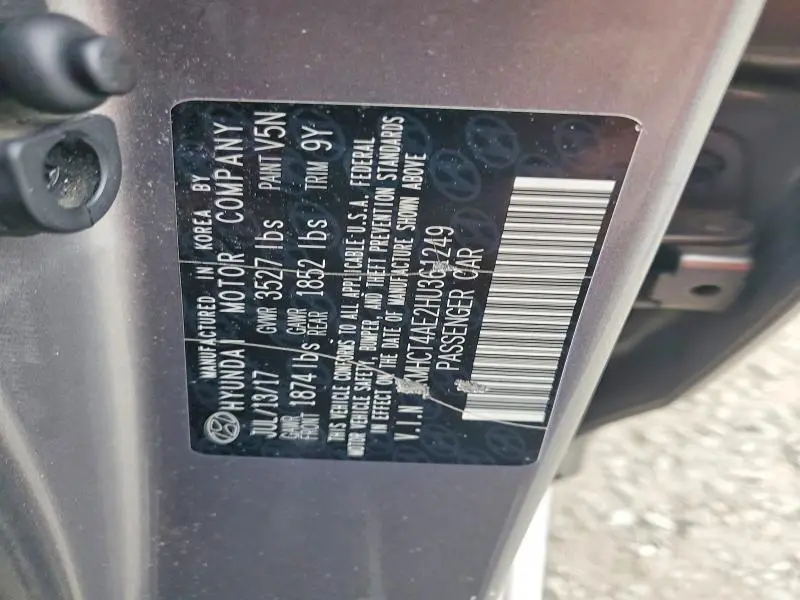 MANUFACTURED IN KOREA BY
HYUNDAI MOTOR COMPANY
JUL/13/17 GVWR 3527 lbs PAINT V5N
GAWR FRONT 1874 lbs GAWR REAR 1852 lbs TRIM 9Y
THIS VEHICLE CONFORMS TO ALL APPLICABLE U.S.A. FEDERAL
MOTOR VEHICLE SAFETY, BUMPER, AND THEFT PREVENTION STANDARDS
IN EFFECT ON THE DATE OF MANUFACTURE SHOWN ABOVE
V.I.N KMHCT4AE2HU361249
PASSENGER CAR